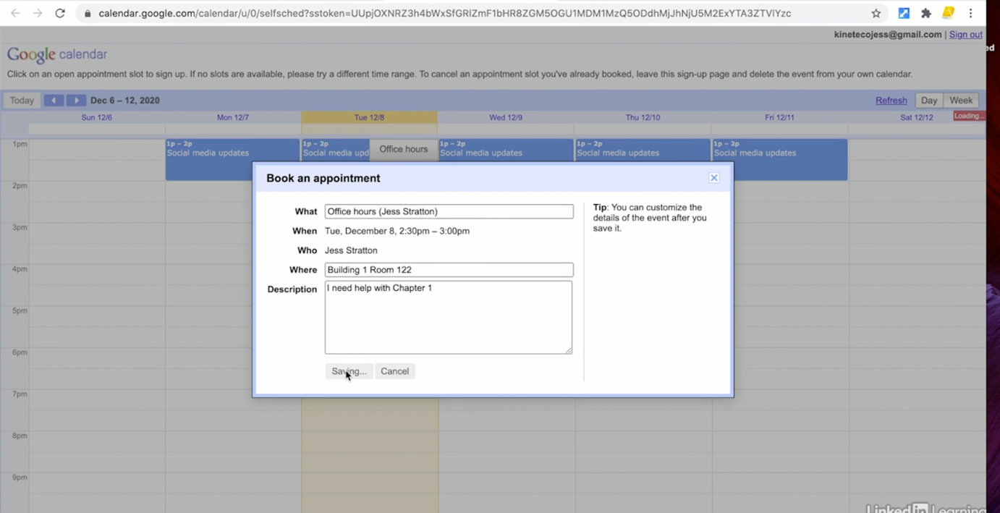 calendar.google.com/calendar/u/0/selfsched?sstoken=UUpjOXNRZ3h4bWxSfGRlZmF1bHR8ZGM5OGU1MDM1MzQ5ODdhMjJhNjU5M2ExYTA3ZTVlYzc
kinetecojess@gmail.com | Sign out
ed
Google calendar
Click on an open appointment slot to sign up. If no slots are available, please try a different time range. To cancel an appointment slot you've already booked, leave this sign-up page and delete the event from your own calendar.
Today Dec 6 – 12, 2020 Refresh Day Week
Sun 12/6 Mon 12/7 Tue 12/8 Wed 12/9 Thu 12/10 Fri 12/11 Sat 12/12 Loading...
1pm 1p – 2p 1p – 2p 1p – 2p 1p – 2p 1p – 2p
Social media updates Social media upd Office hours Social media updates Social media updates Social media updates
Book an appointment
2pm
What Office hours (Jess Stratton)
Tip: You can customize the
details of the event after you
save it.
3pm
When Tue, December 8, 2:30pm – 3:00pm
Who Jess Stratton
4pm
Where Building 1 Room 122
Description I need help with Chapter 1
5pm
6pm
Saving... Cancel
7pm
8pm
9pm
LinkedIn Learning